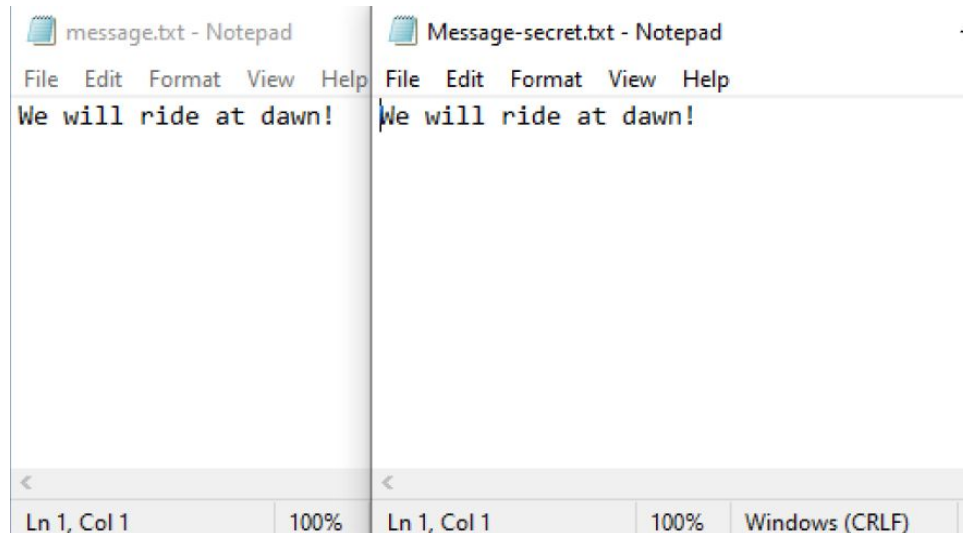 message.txt - Notepad
File Edit Format View Help
We will ride at dawn!
Ln 1, Col 1 100%
Message-secret.txt - Notepad
File Edit Format View Help
We will ride at dawn!
Ln 1, Col 1 100% Windows (CRLF)